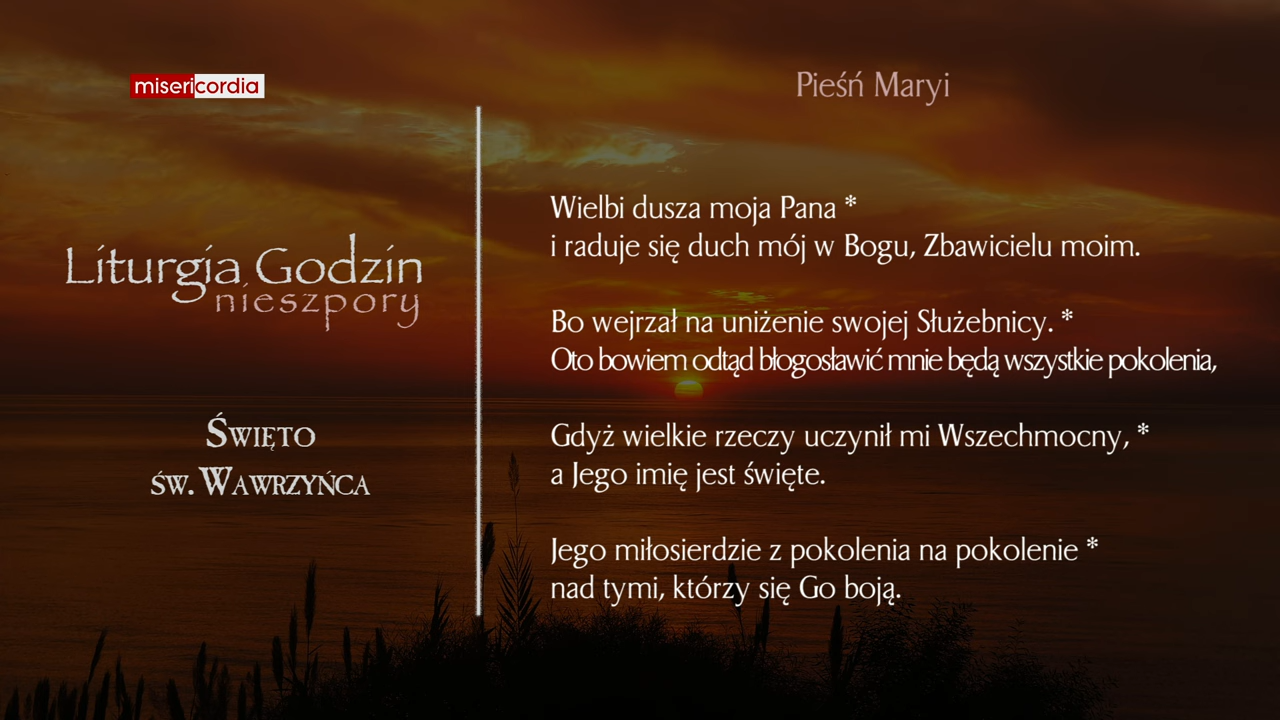 misericordia
Liturgia Godzin
nieszpory
Święto
św. Wawrzyńca
Pieśń Maryi
Wielbi dusza moja Pana *
i raduje się duch mój w Bogu, Zbawicielu moim.
Bo wejrzał na uniżenie swojej Służebnicy. *
Oto bowiem odtąd błogosławić mnie będą wszystkie pokolenia,
Gdyż wielkie rzeczy uczynił mi Wszechmocny, *
a Jego imię jest święte.
Jego miłosierdzie z pokolenia na pokolenie *
nad tymi, którzy się Go boją.